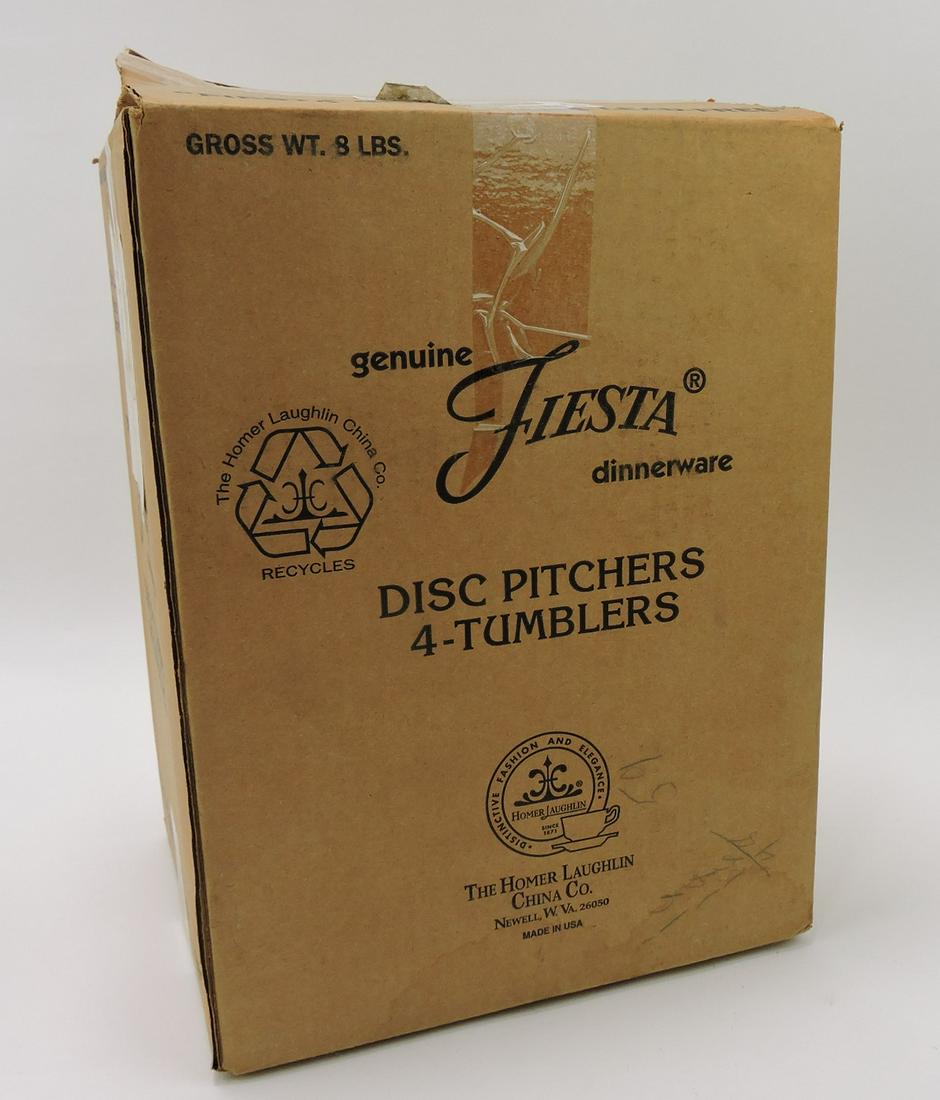 GROSS WT. 8 LBS.
genuine
FIESTA®
dinnerware
The Homer Laughlin China Co.
RECYCLES
DISC PITCHERS
4-TUMBLERS
DISTINCTIVE FASHION AND ELEGANCE
HOMER LAUGHLIN
SINCE
1871
THE HOMER LAUGHLIN
CHINA CO.
NEWELL, W. VA. 26050
MADE IN USA